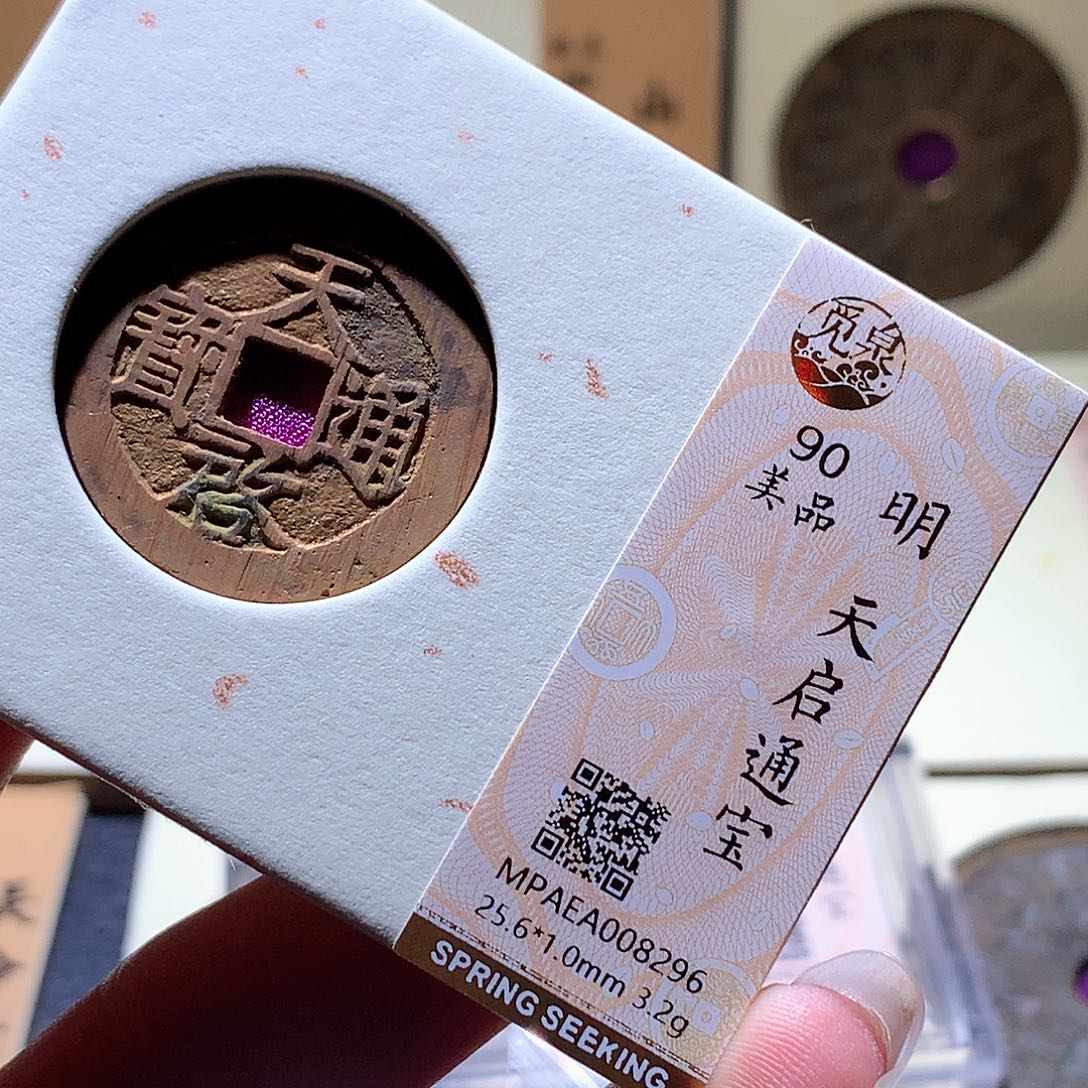 天啓通寳
觅泉
90
美品
明
天启通宝
MPAEA008296
25.6*1.0mm 3.2g
SPRING SEEKING